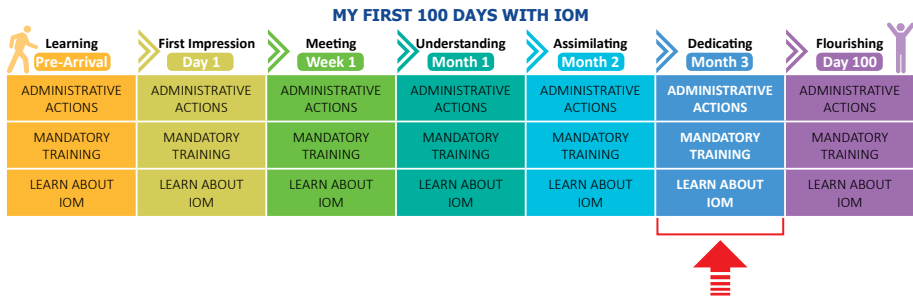 MY FIRST 100 DAYS WITH IOM
Learning
Pre-Arrival
First Impression
Day 1
Meeting
Week 1
Understanding
Month 1
Assimilating
Month 2
Dedicating
Month 3
Flourishing
Day 100
ADMINISTRATIVE
ACTIONS
ADMINISTRATIVE
ACTIONS
ADMINISTRATIVE
ACTIONS
ADMINISTRATIVE
ACTIONS
ADMINISTRATIVE
ACTIONS
ADMINISTRATIVE
ACTIONS
ADMINISTRATIVE
ACTIONS
MANDATORY
TRAINING
MANDATORY
TRAINING
MANDATORY
TRAINING
MANDATORY
TRAINING
MANDATORY
TRAINING
MANDATORY
TRAINING
MANDATORY
TRAINING
LEARN ABOUT
IOM
LEARN ABOUT
IOM
LEARN ABOUT
IOM
LEARN ABOUT
IOM
LEARN ABOUT
IOM
LEARN ABOUT
IOM
LEARN ABOUT
IOM